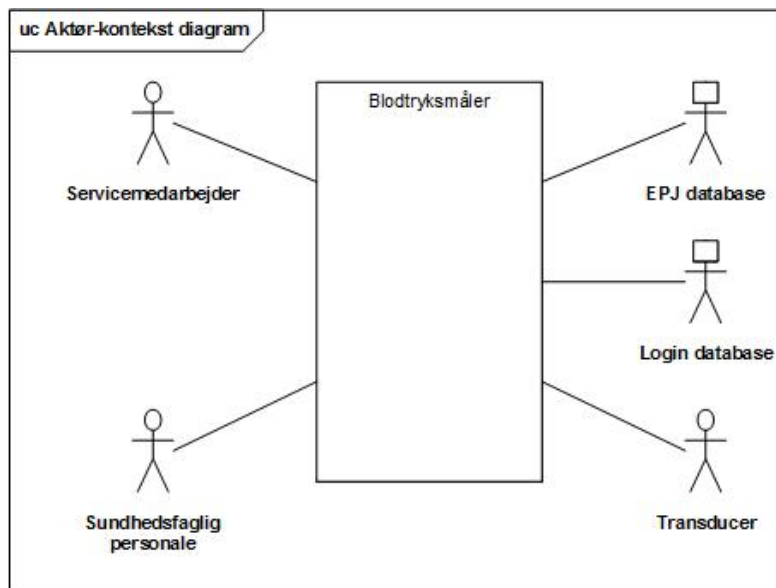 uc Aktør-kontekst diagram
Blodtryksmåler
Servicemedarbejder
EPJ database
Login database
Sundhedsfaglig
personale
Transducer